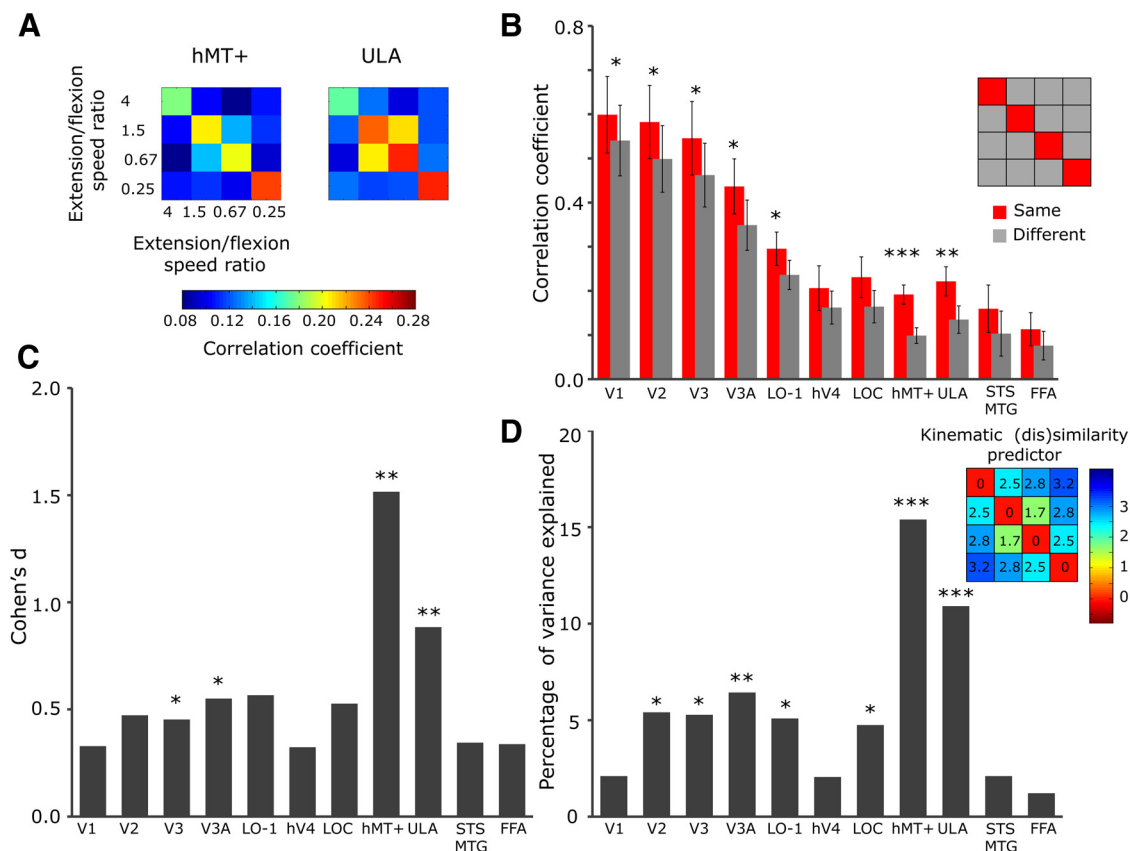 A
hMT+
ULA
Extension/flexion
speed ratio
4
1.5
0.67
0.25
4 1.5 0.67 0.25
Extension/flexion
speed ratio
0.08 0.12 0.16 0.20 0.24 0.28
Correlation coefficient
B
Correlation coefficient
0.8
0.4
0.0
* * * * * *** **
V1 V2 V3 V3A LO-1 hV4 LOC hMT+ ULA STS FFA
MTG
Same
Different
C
Cohen's d
2.0
1.5
1.0
0.5
0.0
* * ** **
V1 V2 V3 V3A LO-1 hV4 LOC hMT+ ULA STS FFA
MTG
D
Percentage of variance explained
20
15
10
5
0
* * ** * * *** ***
V1 V2 V3 V3A LO-1 hV4 LOC hMT+ ULA STS FFA
MTG
Kinematic (dis)similarity
predictor
0 2.5 2.8 3.2
2.5 0 1.7 2.8
2.8 1.7 0 2.5
3.2 2.8 2.5 0
3
2
1
0